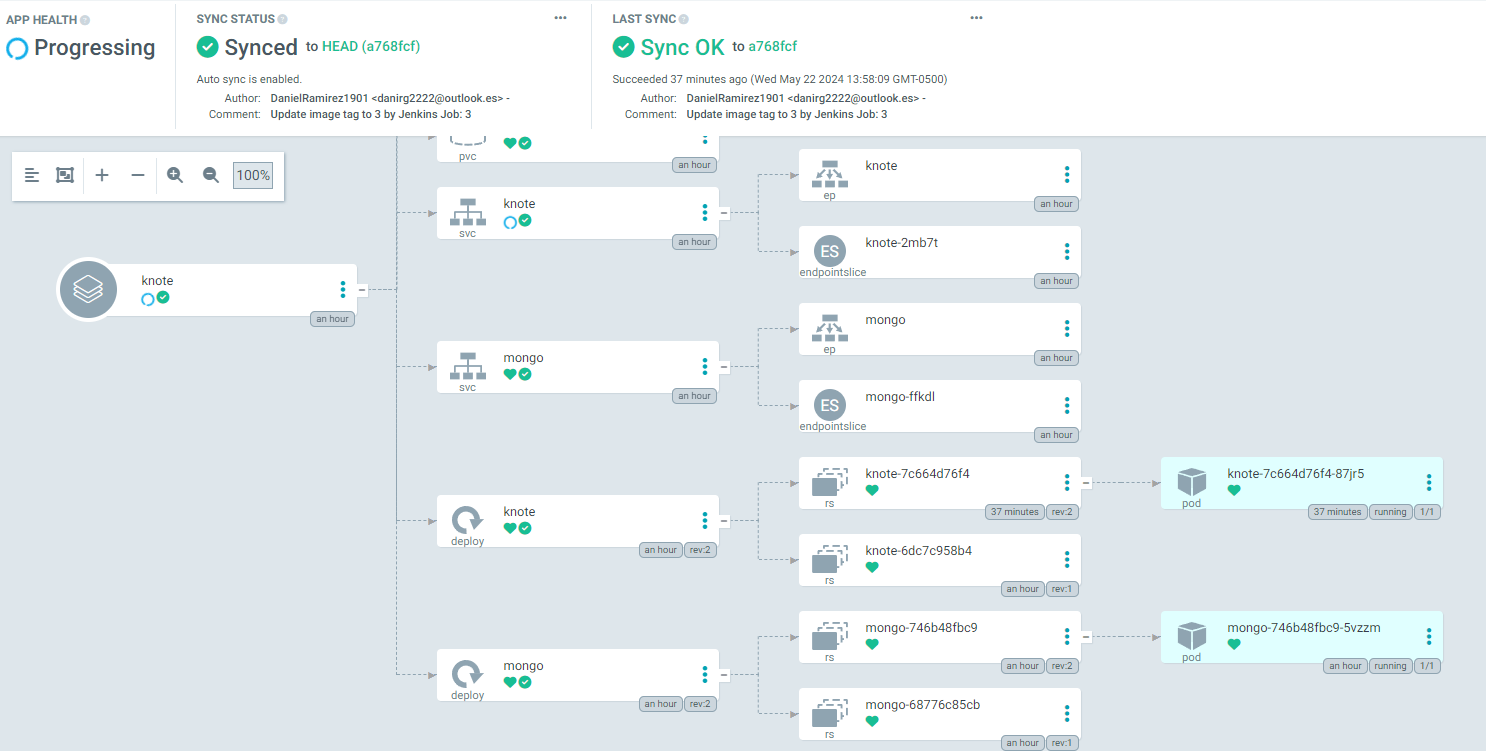 APP HEALTH
Progressing
SYNC STATUS
Synced to HEAD (a768fcf)
Auto sync is enabled.
Author: DanielRamirez1901 <danirg2222@outlook.es> -
Comment: Update image tag to 3 by Jenkins Job: 3
LAST SYNC
Sync OK to a768fcf
Succeeded 37 minutes ago (Wed May 22 2024 13:58:09 GMT-0500)
Author: DanielRamirez1901 <danirg2222@outlook.es> -
Comment: Update image tag to 3 by Jenkins Job: 3
100%
knote
an hour
pvc
an hour
knote
svc
an hour
mongo
svc
an hour
knote
deploy
an hour rev:2
mongo
deploy
an hour rev:2
knote
ep
an hour
ES
knote-2mb7t
endpointslice
an hour
mongo
ep
an hour
ES
mongo-ffkdl
endpointslice
an hour
knote-7c664d76f4
rs
37 minutes rev:2
knote-6dc7c958b4
rs
an hour rev:1
mongo-746b48fbc9
rs
an hour rev:2
mongo-68776c85cb
rs
an hour rev:1
knote-7c664d76f4-87jr5
pod
37 minutes running 1/1
mongo-746b48fbc9-5vzzm
pod
an hour running 1/1